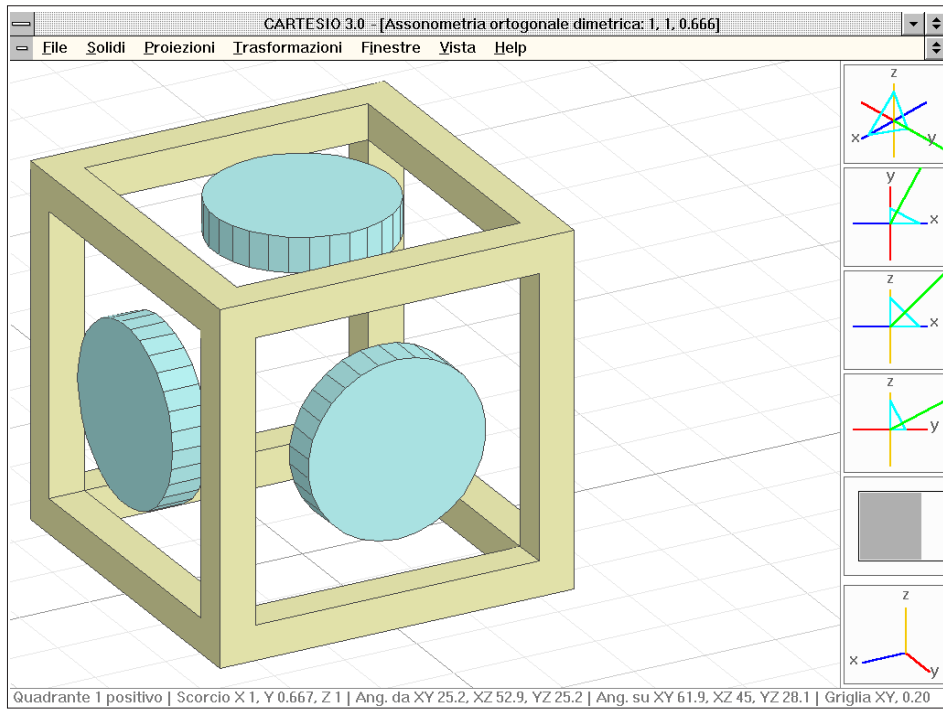 CARTESIO 3.0 - [Assonometria ortogonale dimetrica: 1, 1, 0.666]
File Solidi Proiezioni Trasformazioni Finestre Vista Help
z
x y
y
x
z
x
z
y
z
x
y
Quadrante 1 positivo | Scorcio X 1, Y 0.667, Z 1 | Ang. da XY 25.2, XZ 52.9, YZ 25.2 | Ang. su XY 61.9, XZ 45, YZ 28.1 | Griglia XY, 0.20